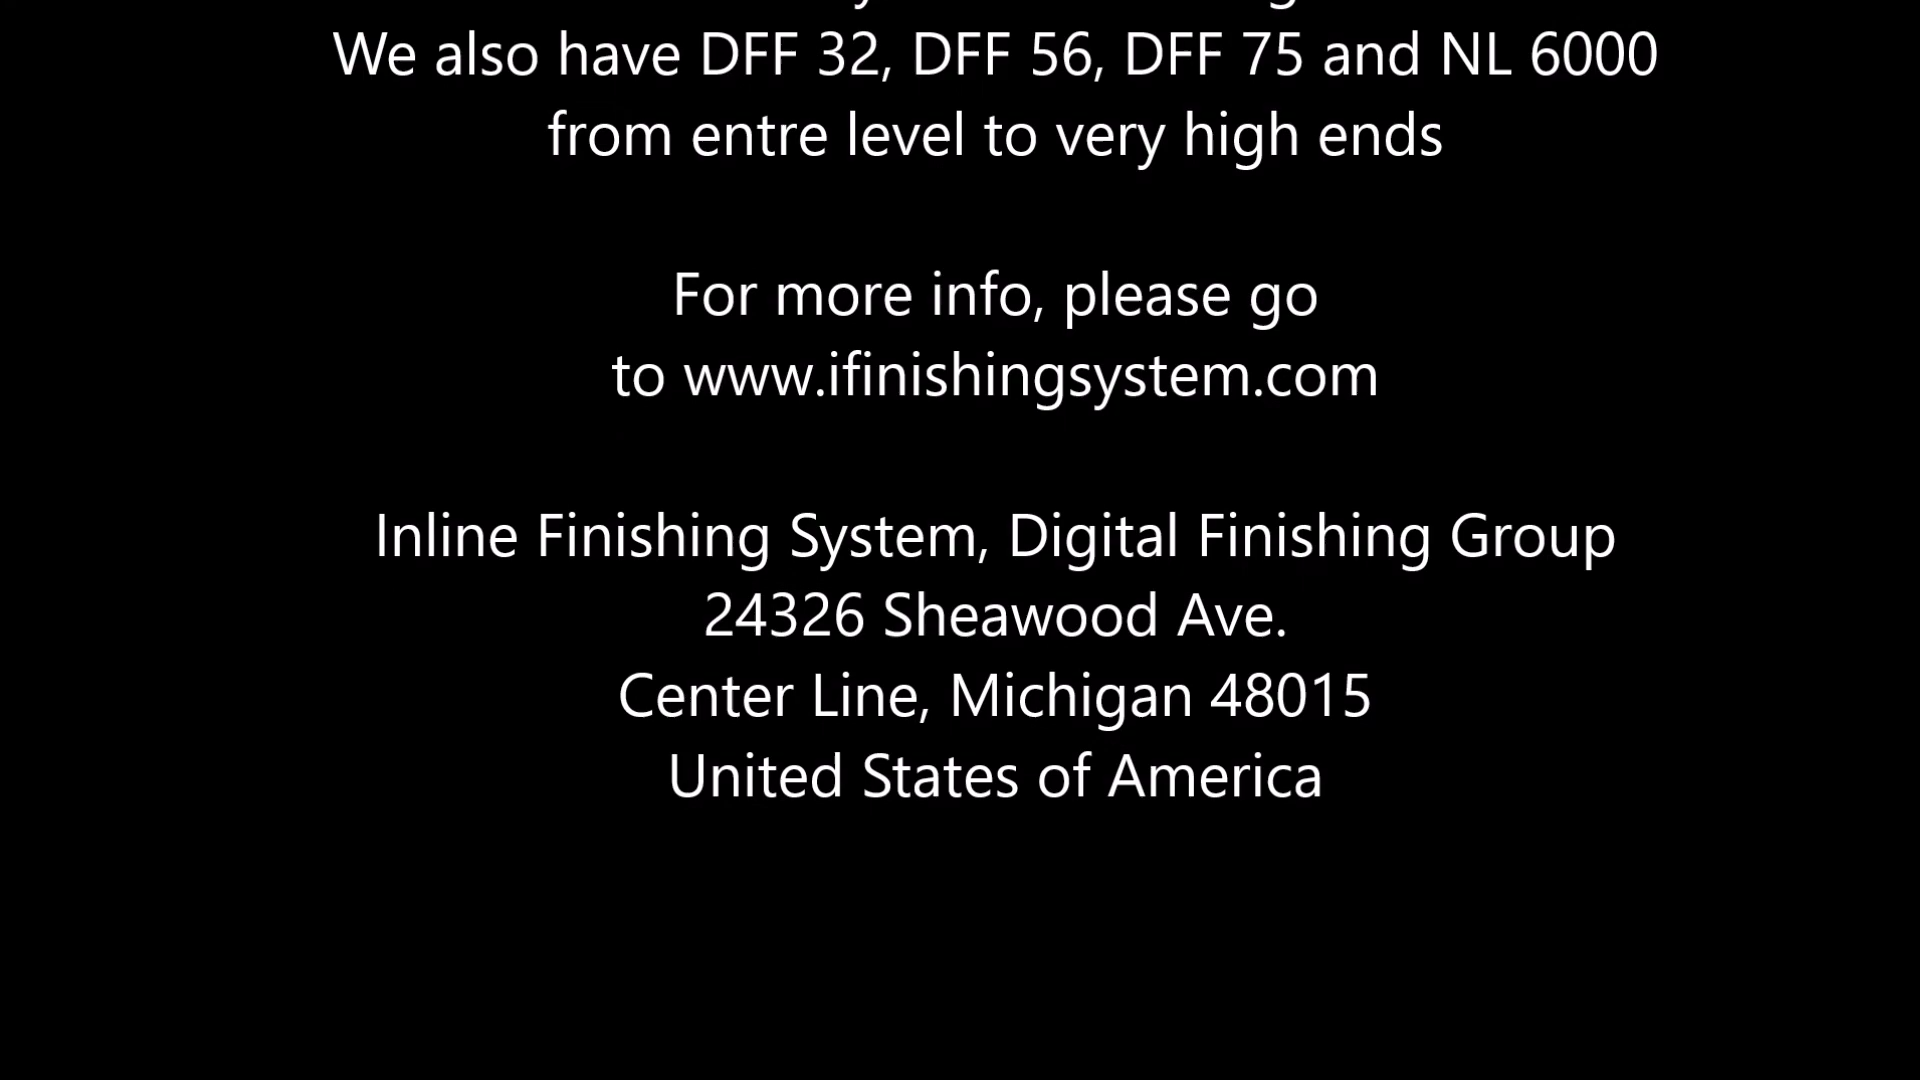 We also have DFF 32, DFF 56, DFF 75 and NL 6000
from entre level to very high ends
For more info, please go
to www.ifinishingsystem.com
Inline Finishing System, Digital Finishing Group
24326 Sheawood Ave.
Center Line, Michigan 48015
United States of America